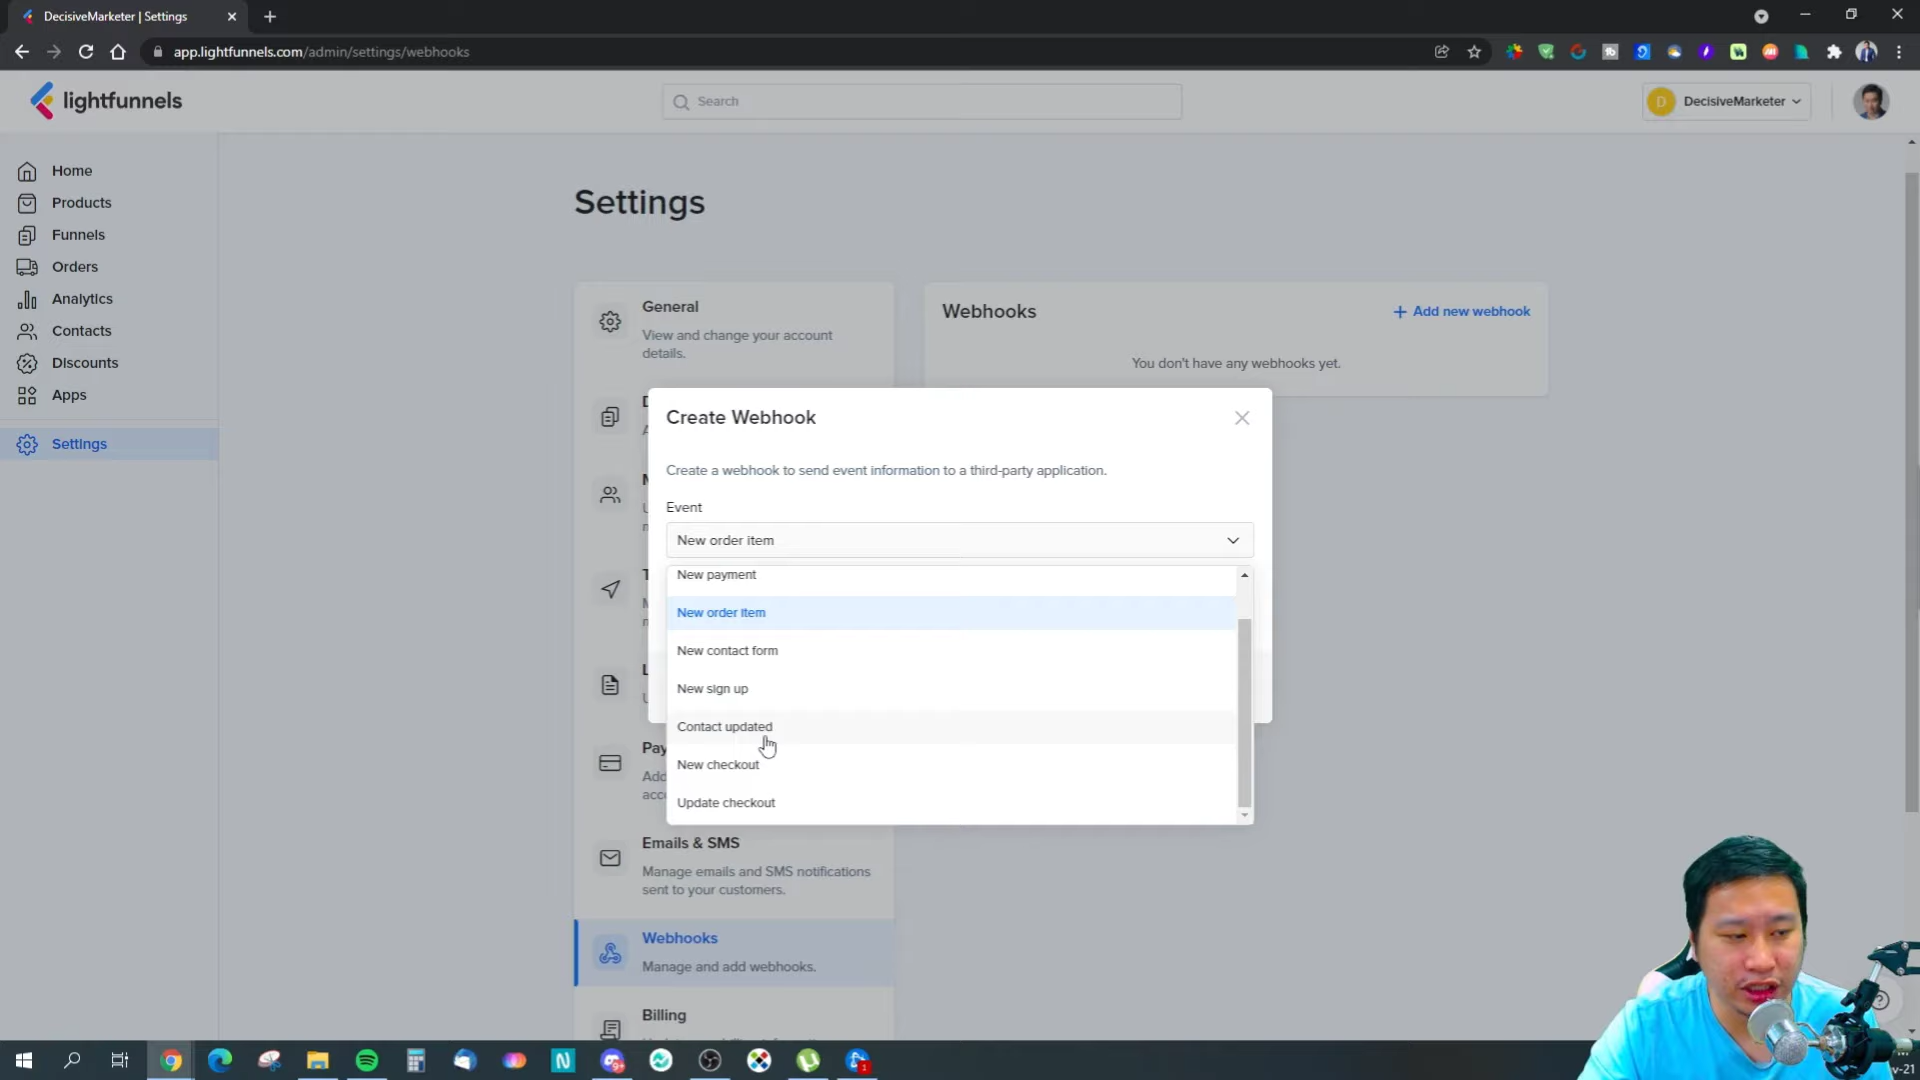 DecisiveMarketer | Settings
app.lightfunnels.com/admin/settings/webhooks
lightfunnels
Search
D
DecisiveMarketer
Home
Products
Funnels
Orders
Analytics
Contacts
Discounts
Apps
Settings
Settings
General
View and change your account
details.
Webhooks
Add new webhook
You don't have any webhooks yet.
Create Webhook
Create a webhook to send event information to a third-party application.
Event
New order item
New payment
New order item
New contact form
New sign up
Contact updated
New checkout
Update checkout
Pay
Add
acc
Emails & SMS
Manage emails and SMS notifications
sent to your customers.
Webhooks
Manage and add webhooks.
Billing